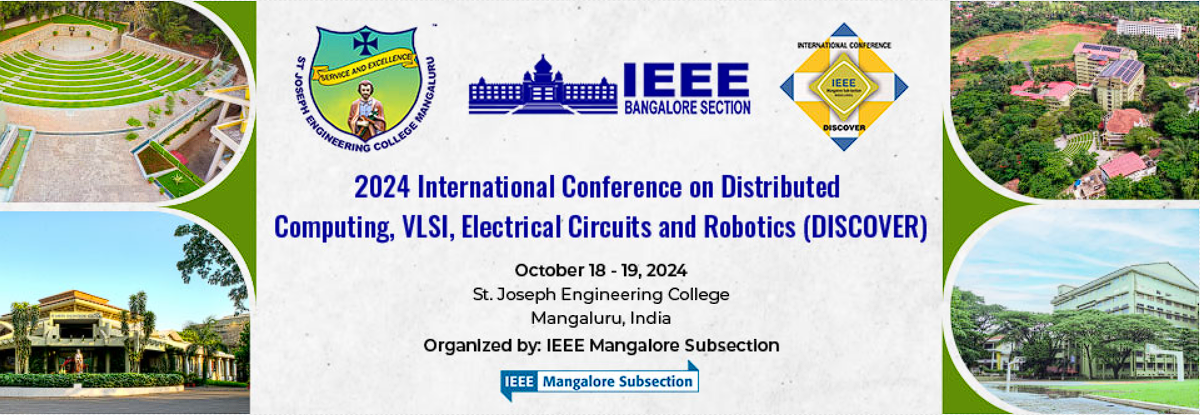 SERVICE AND EXCELLENCE
ST JOSEPH ENGINEERING COLLEGE MANGALURU
IEEE
BANGALORE SECTION
INTERNATIONAL CONFERENCE
IEEE
Mangalore Subsection
DISCOVER
2024 International Conference on Distributed
Computing, VLSI, Electrical Circuits and Robotics (DISCOVER)
October 18 - 19, 2024
St. Joseph Engineering College
Mangaluru, India
Organized by: IEEE Mangalore Subsection
IEEE Mangalore Subsection